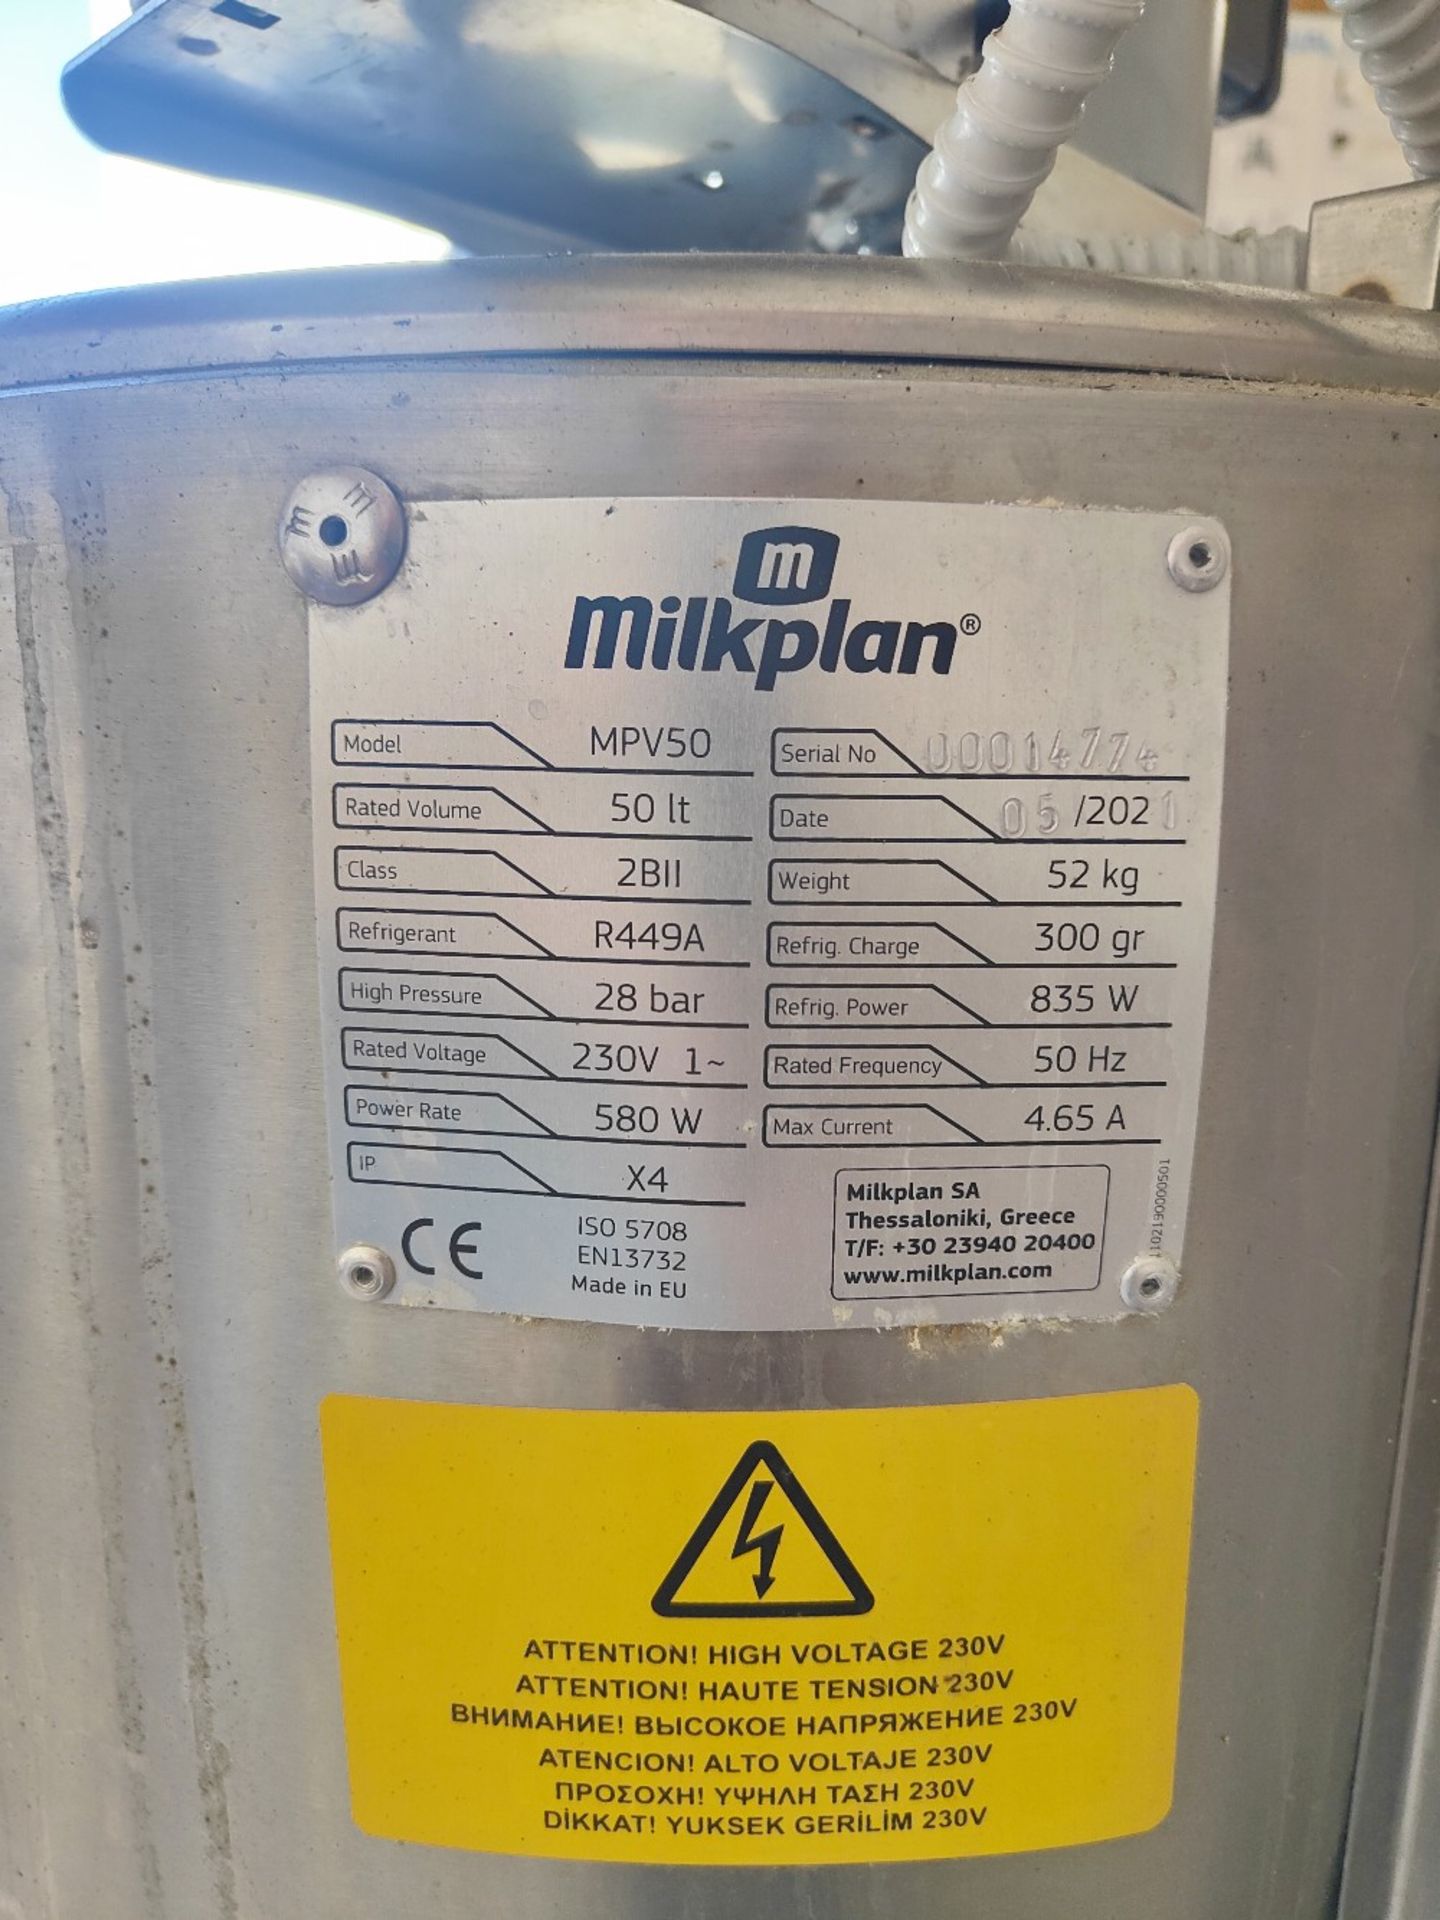 m
milkplan®
Model MPV50
Serial No 00014774
Rated Volume 50 lt
Date 05 /2021
Class 2BII
Weight 52 kg
Refrigerant R449A
Refrig. Charge 300 gr
High Pressure 28 bar
Refrig. Power 835 W
Rated Voltage 230V 1~
Rated Frequency 50 Hz
Power Rate 580 W
Max Current 4.65 A
IP X4
CE
ISO 5708
EN13732
Made in EU
Milkplan SA
Thessaloniki, Greece
T/F: +30 23940 20400
www.milkplan.com
ATTENTION! HIGH VOLTAGE 230V
ATTENTION! HAUTE TENSION 230V
ВНИМАНИЕ! ВЫСОКОЕ НАПРЯЖЕНИЕ 230V
ATENCION! ALTO VOLTAJE 230V
ΠΡΟΣΟΧΗ! ΥΨΗΛΗ ΤΑΣΗ 230V
DİKKAT! YUKSEK GERİLİM 230V